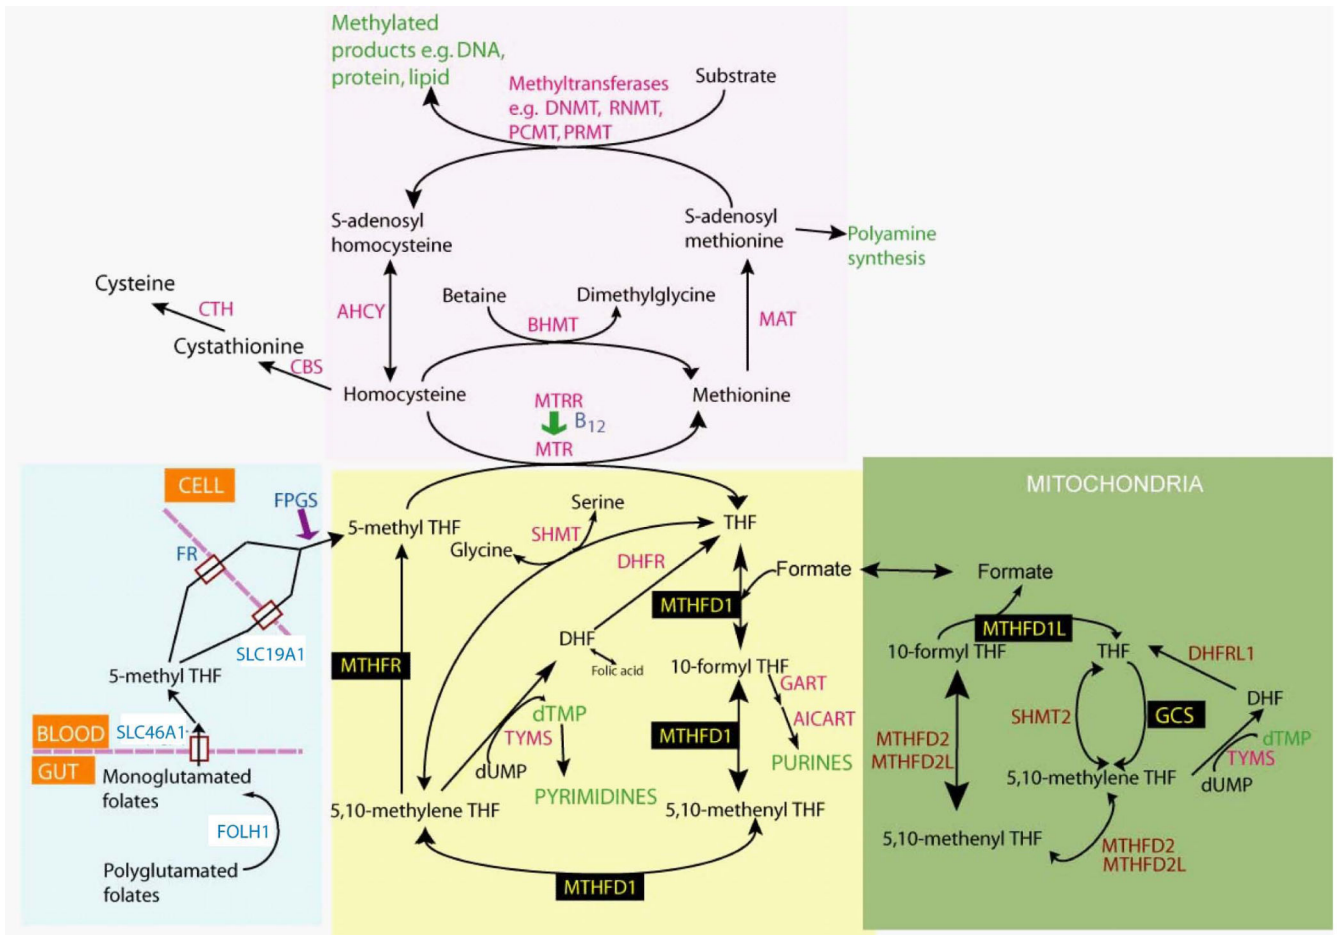 Methylated
products e.g. DNA,
protein, lipid
Methyltransferases
e.g. DNMT, RNMT,
PCMT, PRMT
Substrate
S-adenosyl
homocysteine
S-adenosyl
methionine
Polyamine
synthesis
Cysteine
CTH
Cystathionine
CBS
AHCY
Betaine
Dimethylglycine
BHMT
MAT
Homocysteine
Methionine
MTRR
B12
MTR
CELL
FPGS
FR
SLC19A1
5-methyl THF
BLOOD
SLC46A1
GUT
Monoglutamated
folates
FOLH1
Polyglutamated
folates
5-methyl THF
Serine
SHMT
Glycine
THF
DHFR
Formate
MTHFD1
MTHFR
DHF
Folic acid
10-formyl THF
GART
AICART
PURINES
dTMP
TYMS
dUMP
PYRIMIDINES
MTHFD1
5,10-methylene THF
5,10-methenyl THF
MTHFD1
MITOCHONDRIA
Formate
MTHFD1L
10-formyl THF
THF
DHFRL1
SHMT2
GCS
DHF
MTHFD2
MTHFD2L
dTMP
TYMS
5,10-methylene THF
dUMP
5,10-methenyl THF
MTHFD2
MTHFD2L